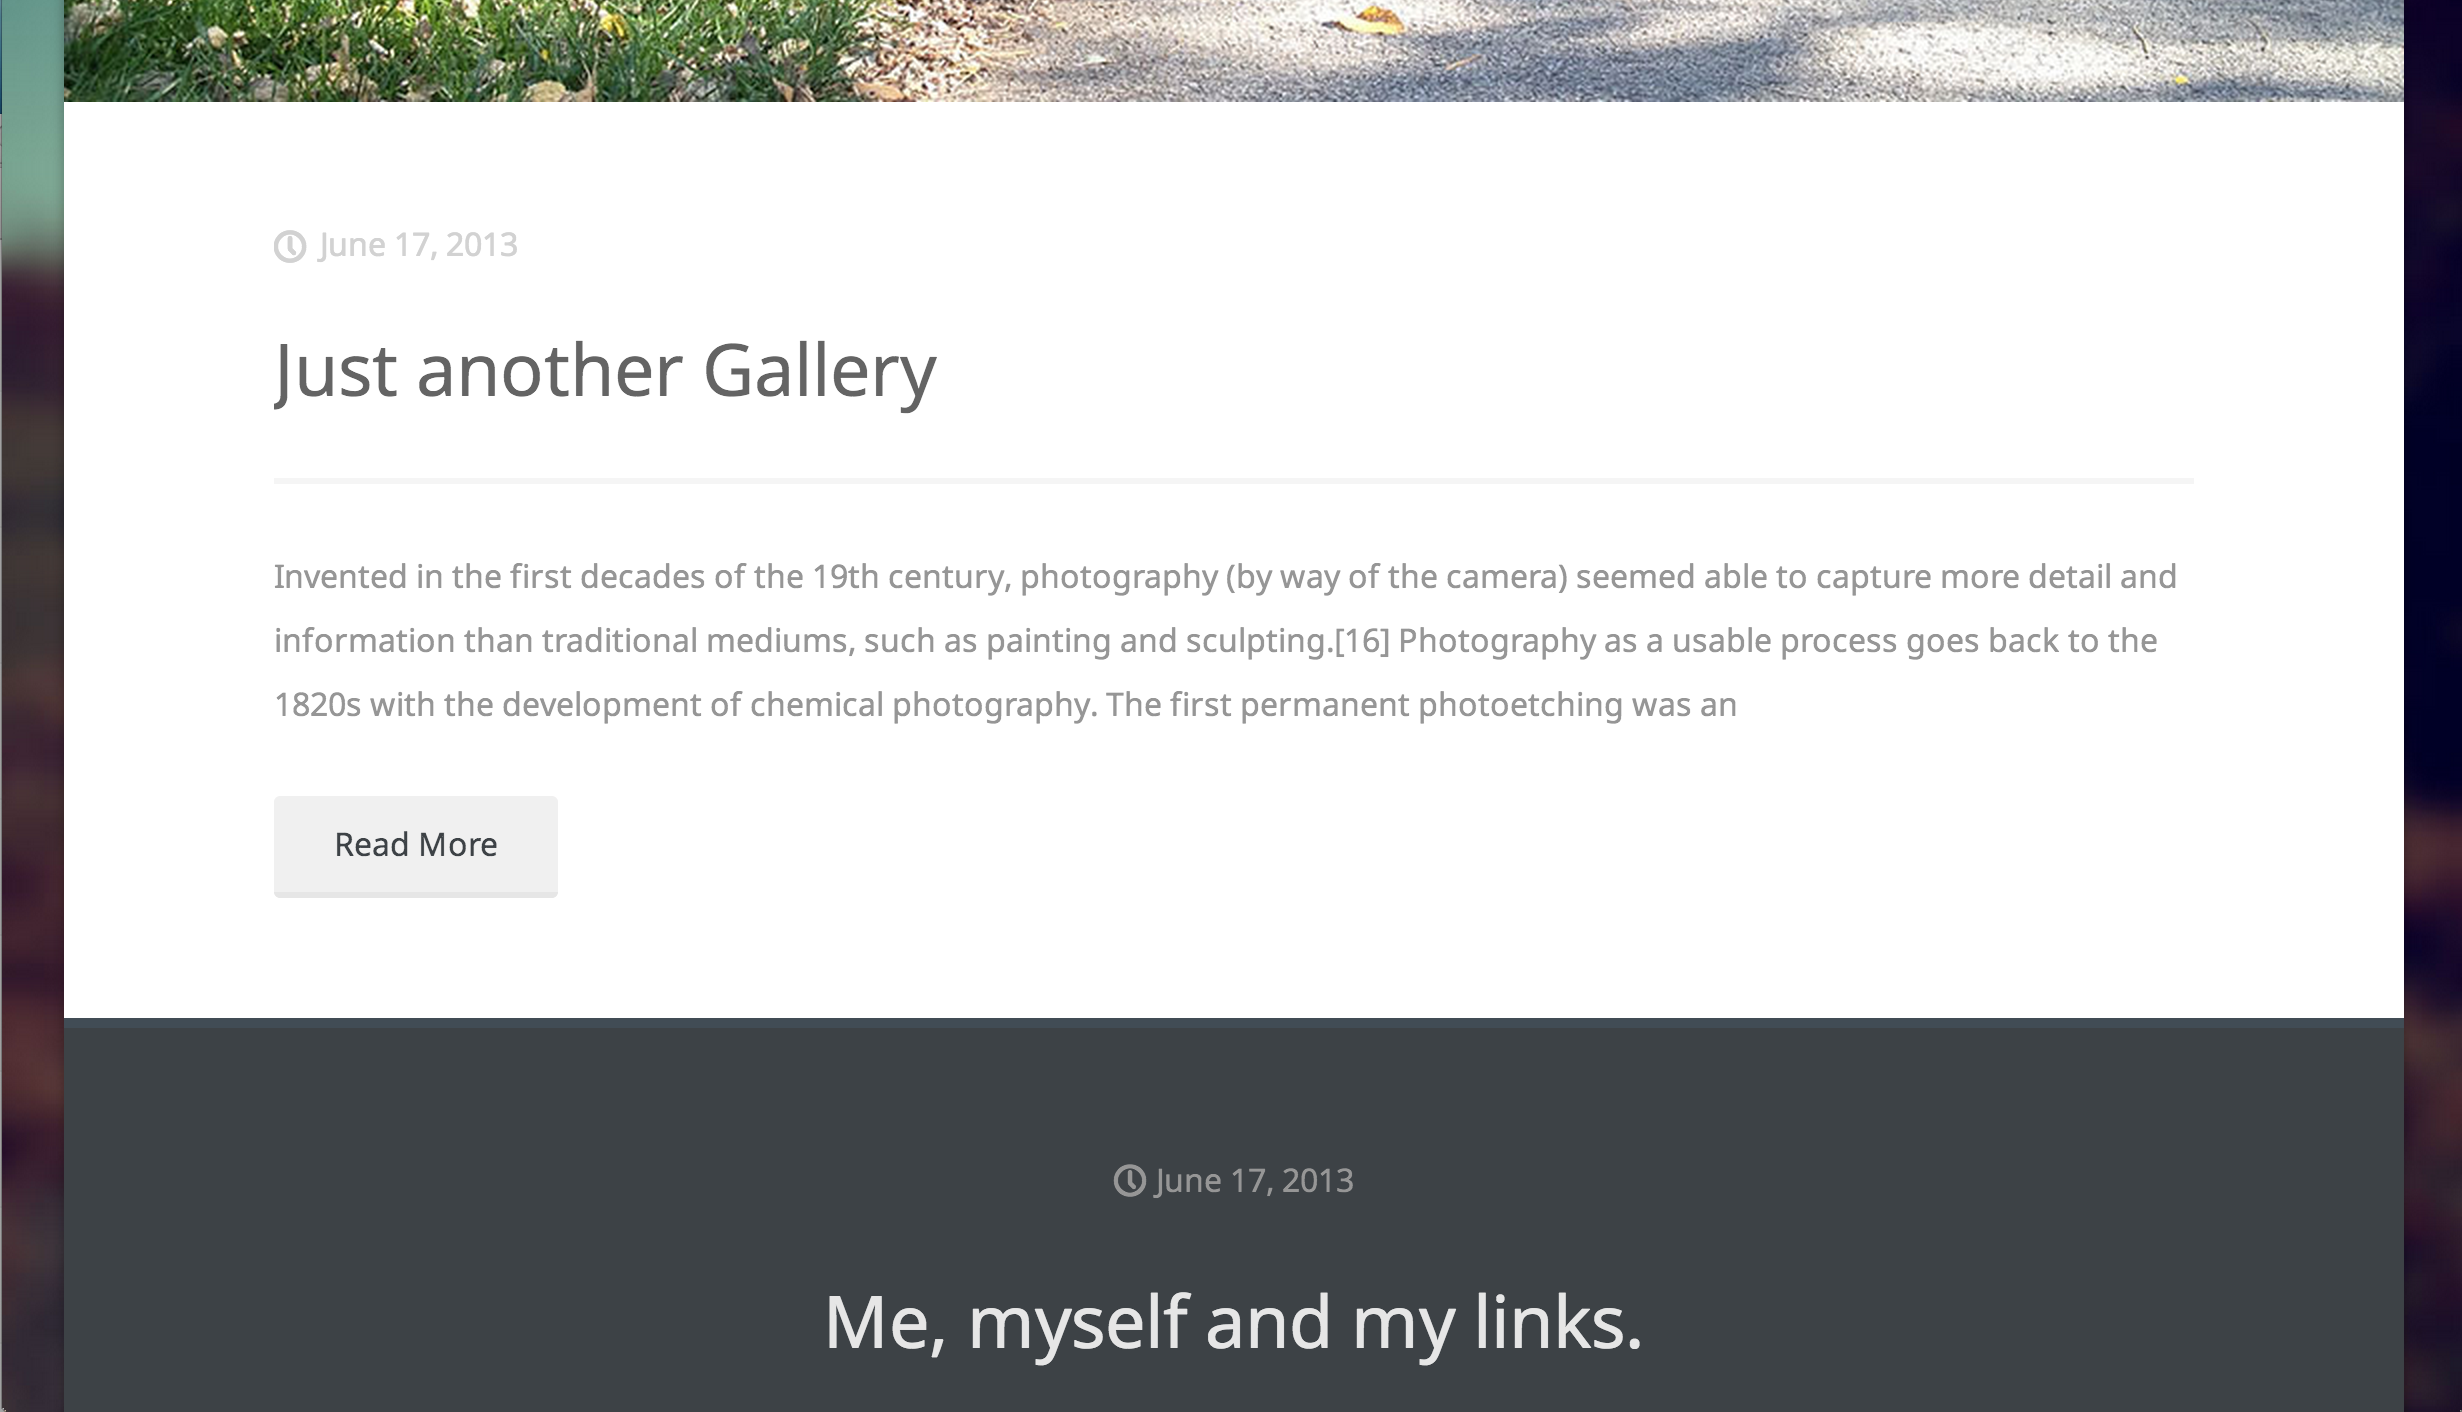 June 17, 2013
Just another Gallery
Invented in the first decades of the 19th century, photography (by way of the camera) seemed able to capture more detail and
information than traditional mediums, such as painting and sculpting.[16] Photography as a usable process goes back to the
1820s with the development of chemical photography. The first permanent photoetching was an
Read More
June 17, 2013
Me, myself and my links.